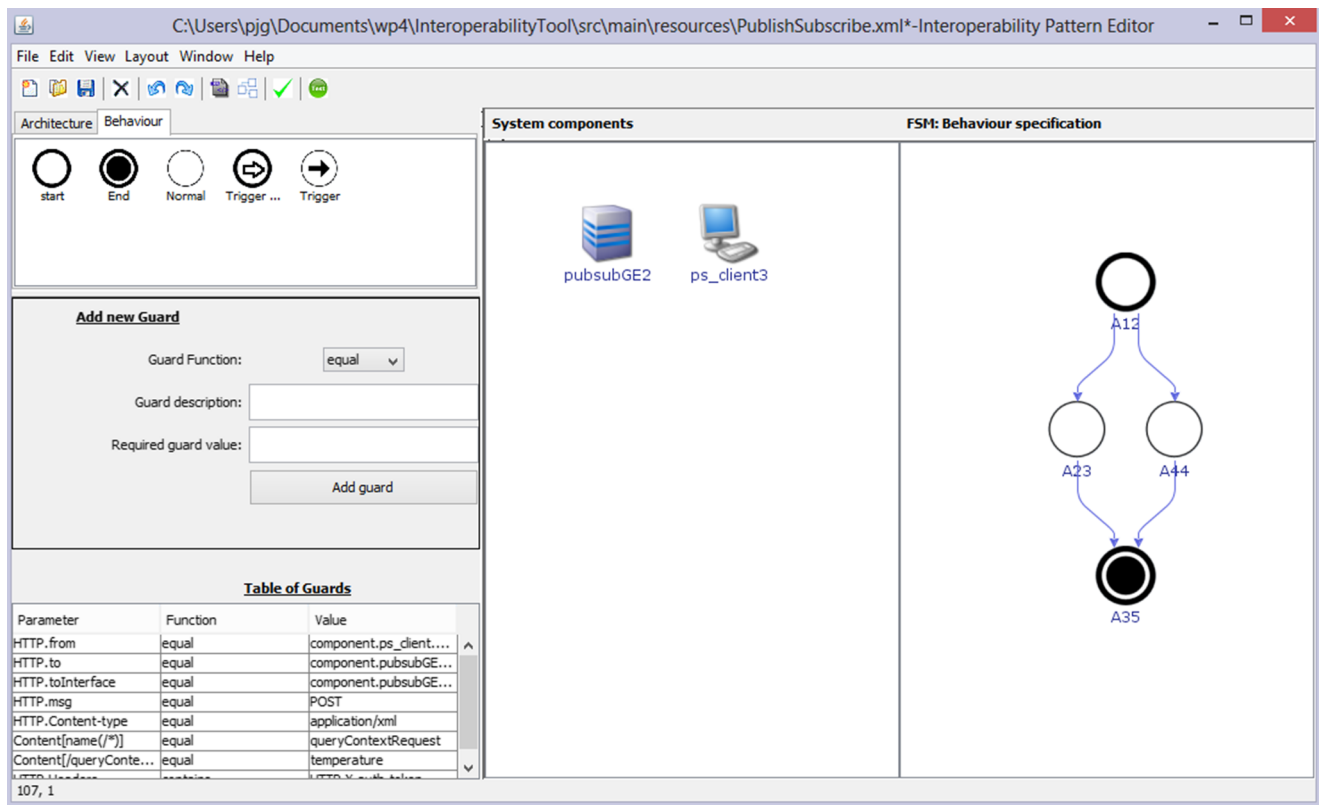 C:\Users\pjg\Documents\wp4\InteroperabilityTool\src\main\resources\PublishSubscribe.xml*-Interoperability Pattern Editor
File Edit View Layout Window Help
Architecture Behaviour
start End Normal Trigger ... Trigger
Add new Guard
Guard Function: equal
Guard description:
Required guard value:
Add guard
Table of Guards
Parameter Function Value
HTTP.from equal component.ps_client....
HTTP.to equal component.pubsubGE...
HTTP.toInterface equal component.pubsubGE...
HTTP.msg equal POST
HTTP.Content-type equal application/xml
Content[name(/*)] equal queryContextRequest
Content[/queryConte... equal temperature
107, 1
System components
pubsubGE2 ps_client3
FSM: Behaviour specification
A12
A23 A44
A35